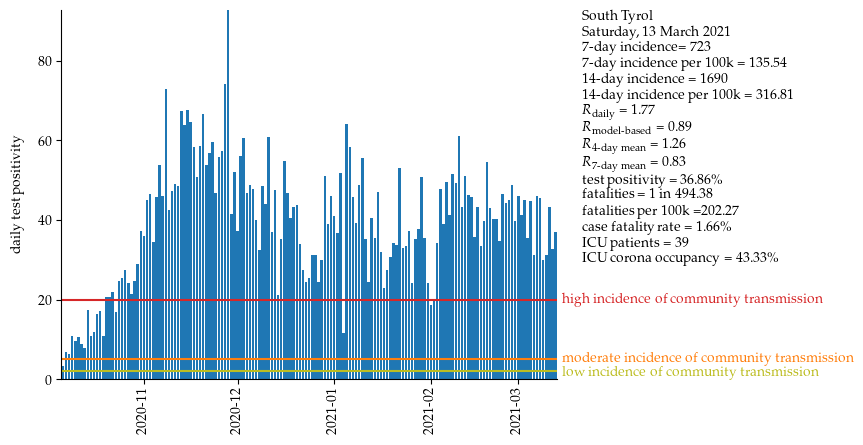 South Tyrol
Saturday, 13 March 2021
7-day incidence= 723
7-day incidence per 100k = 135.54
14-day incidence = 1690
14-day incidence per 100k = 316.81
R daily = 1.77
R model-based = 0.89
R 4-day mean = 1.26
R 7-day mean = 0.83
test positivity = 36.86%
fatalities = 1 in 494.38
fatalities per 100k =202.27
case fatality rate = 1.66%
ICU patients = 39
ICU corona occupancy = 43.33%
daily test positivity
80
60
40
20
0
high incidence of community transmission
moderate incidence of community transmission
low incidence of community transmission
2020-11
2020-12
2021-01
2021-02
2021-03